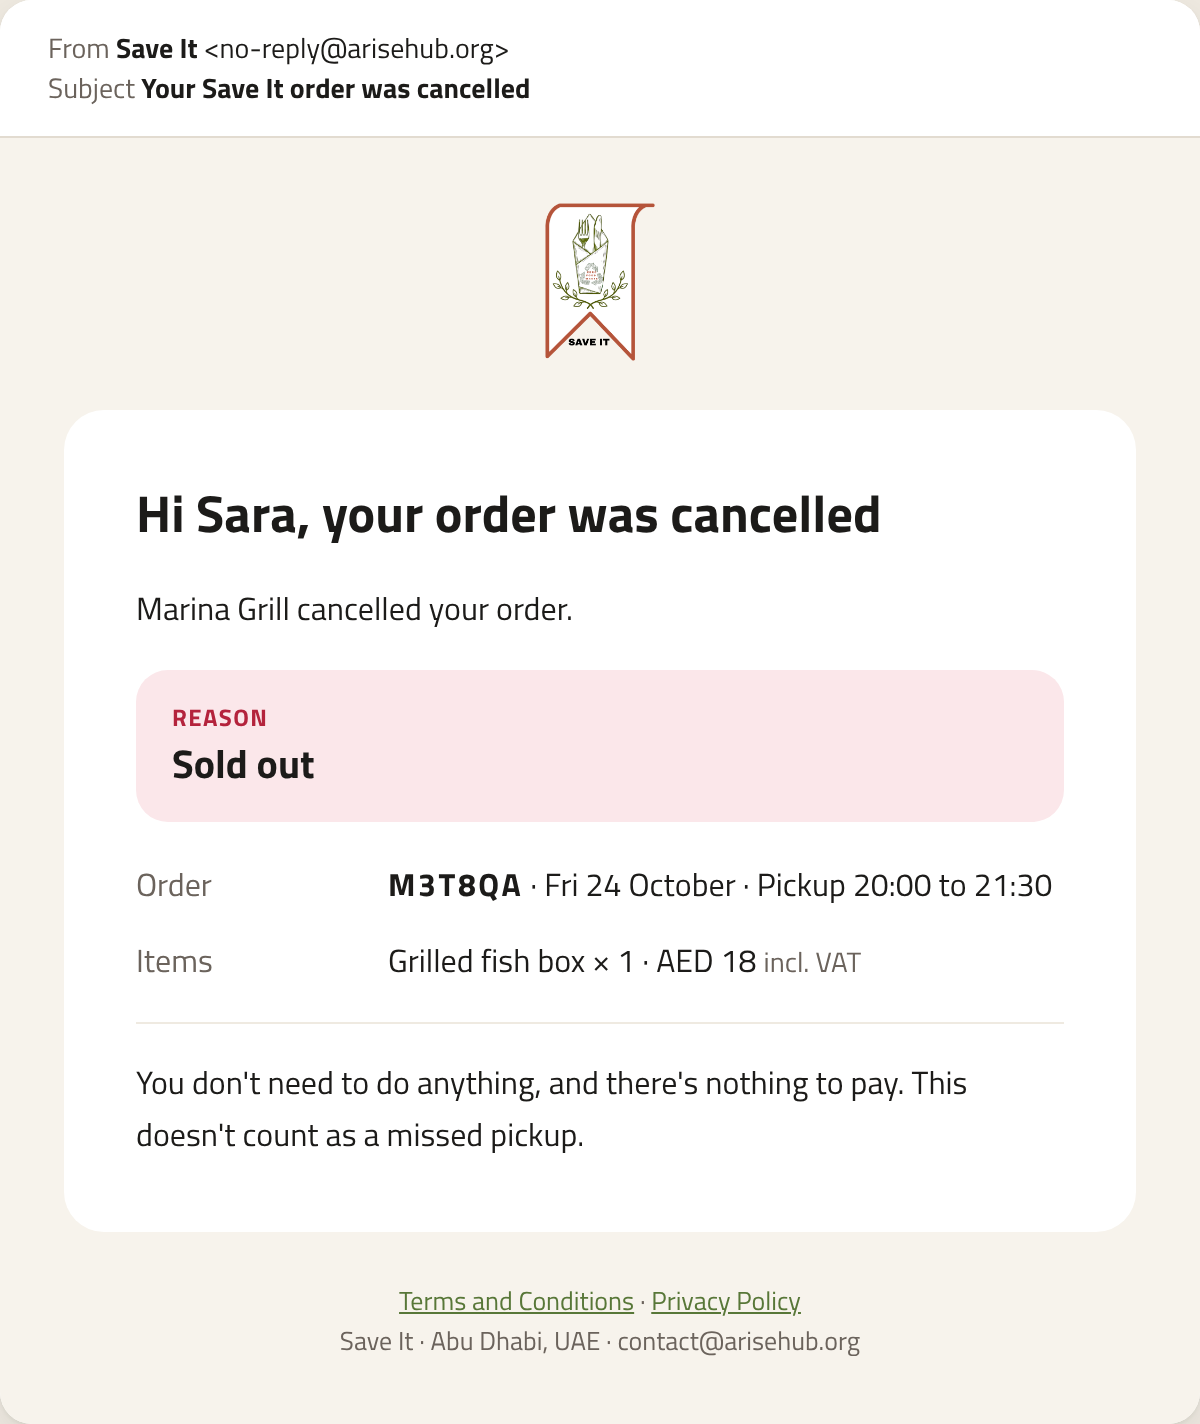 From Save It <no-reply@arisehub.org>
Subject Your Save It order was cancelled
SAVE IT
Hi Sara, your order was cancelled
Marina Grill cancelled your order.
REASON
Sold out
Order M3T8QA · Fri 24 October · Pickup 20:00 to 21:30
Items Grilled fish box × 1 · AED 18 incl. VAT
You don't need to do anything, and there's nothing to pay. This
doesn't count as a missed pickup.
Terms and Conditions · Privacy Policy
Save It · Abu Dhabi, UAE · contact@arisehub.org